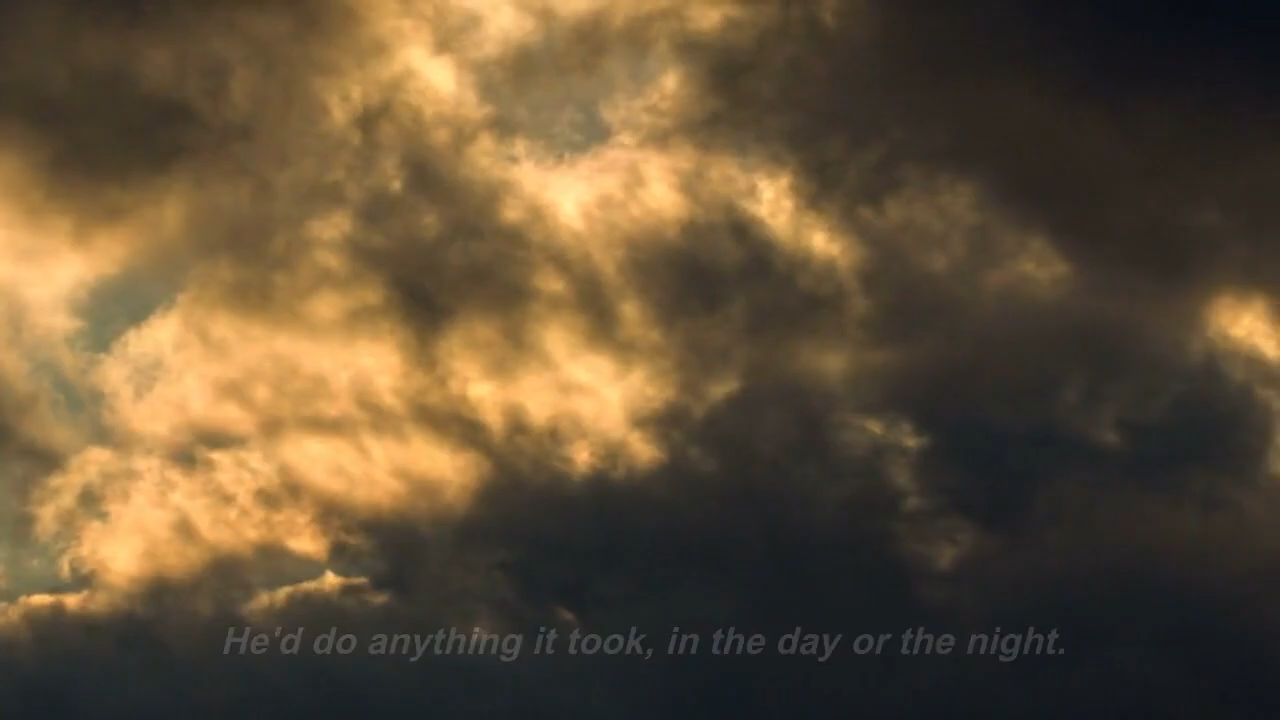 He'd do anything it took, in the day or the night.